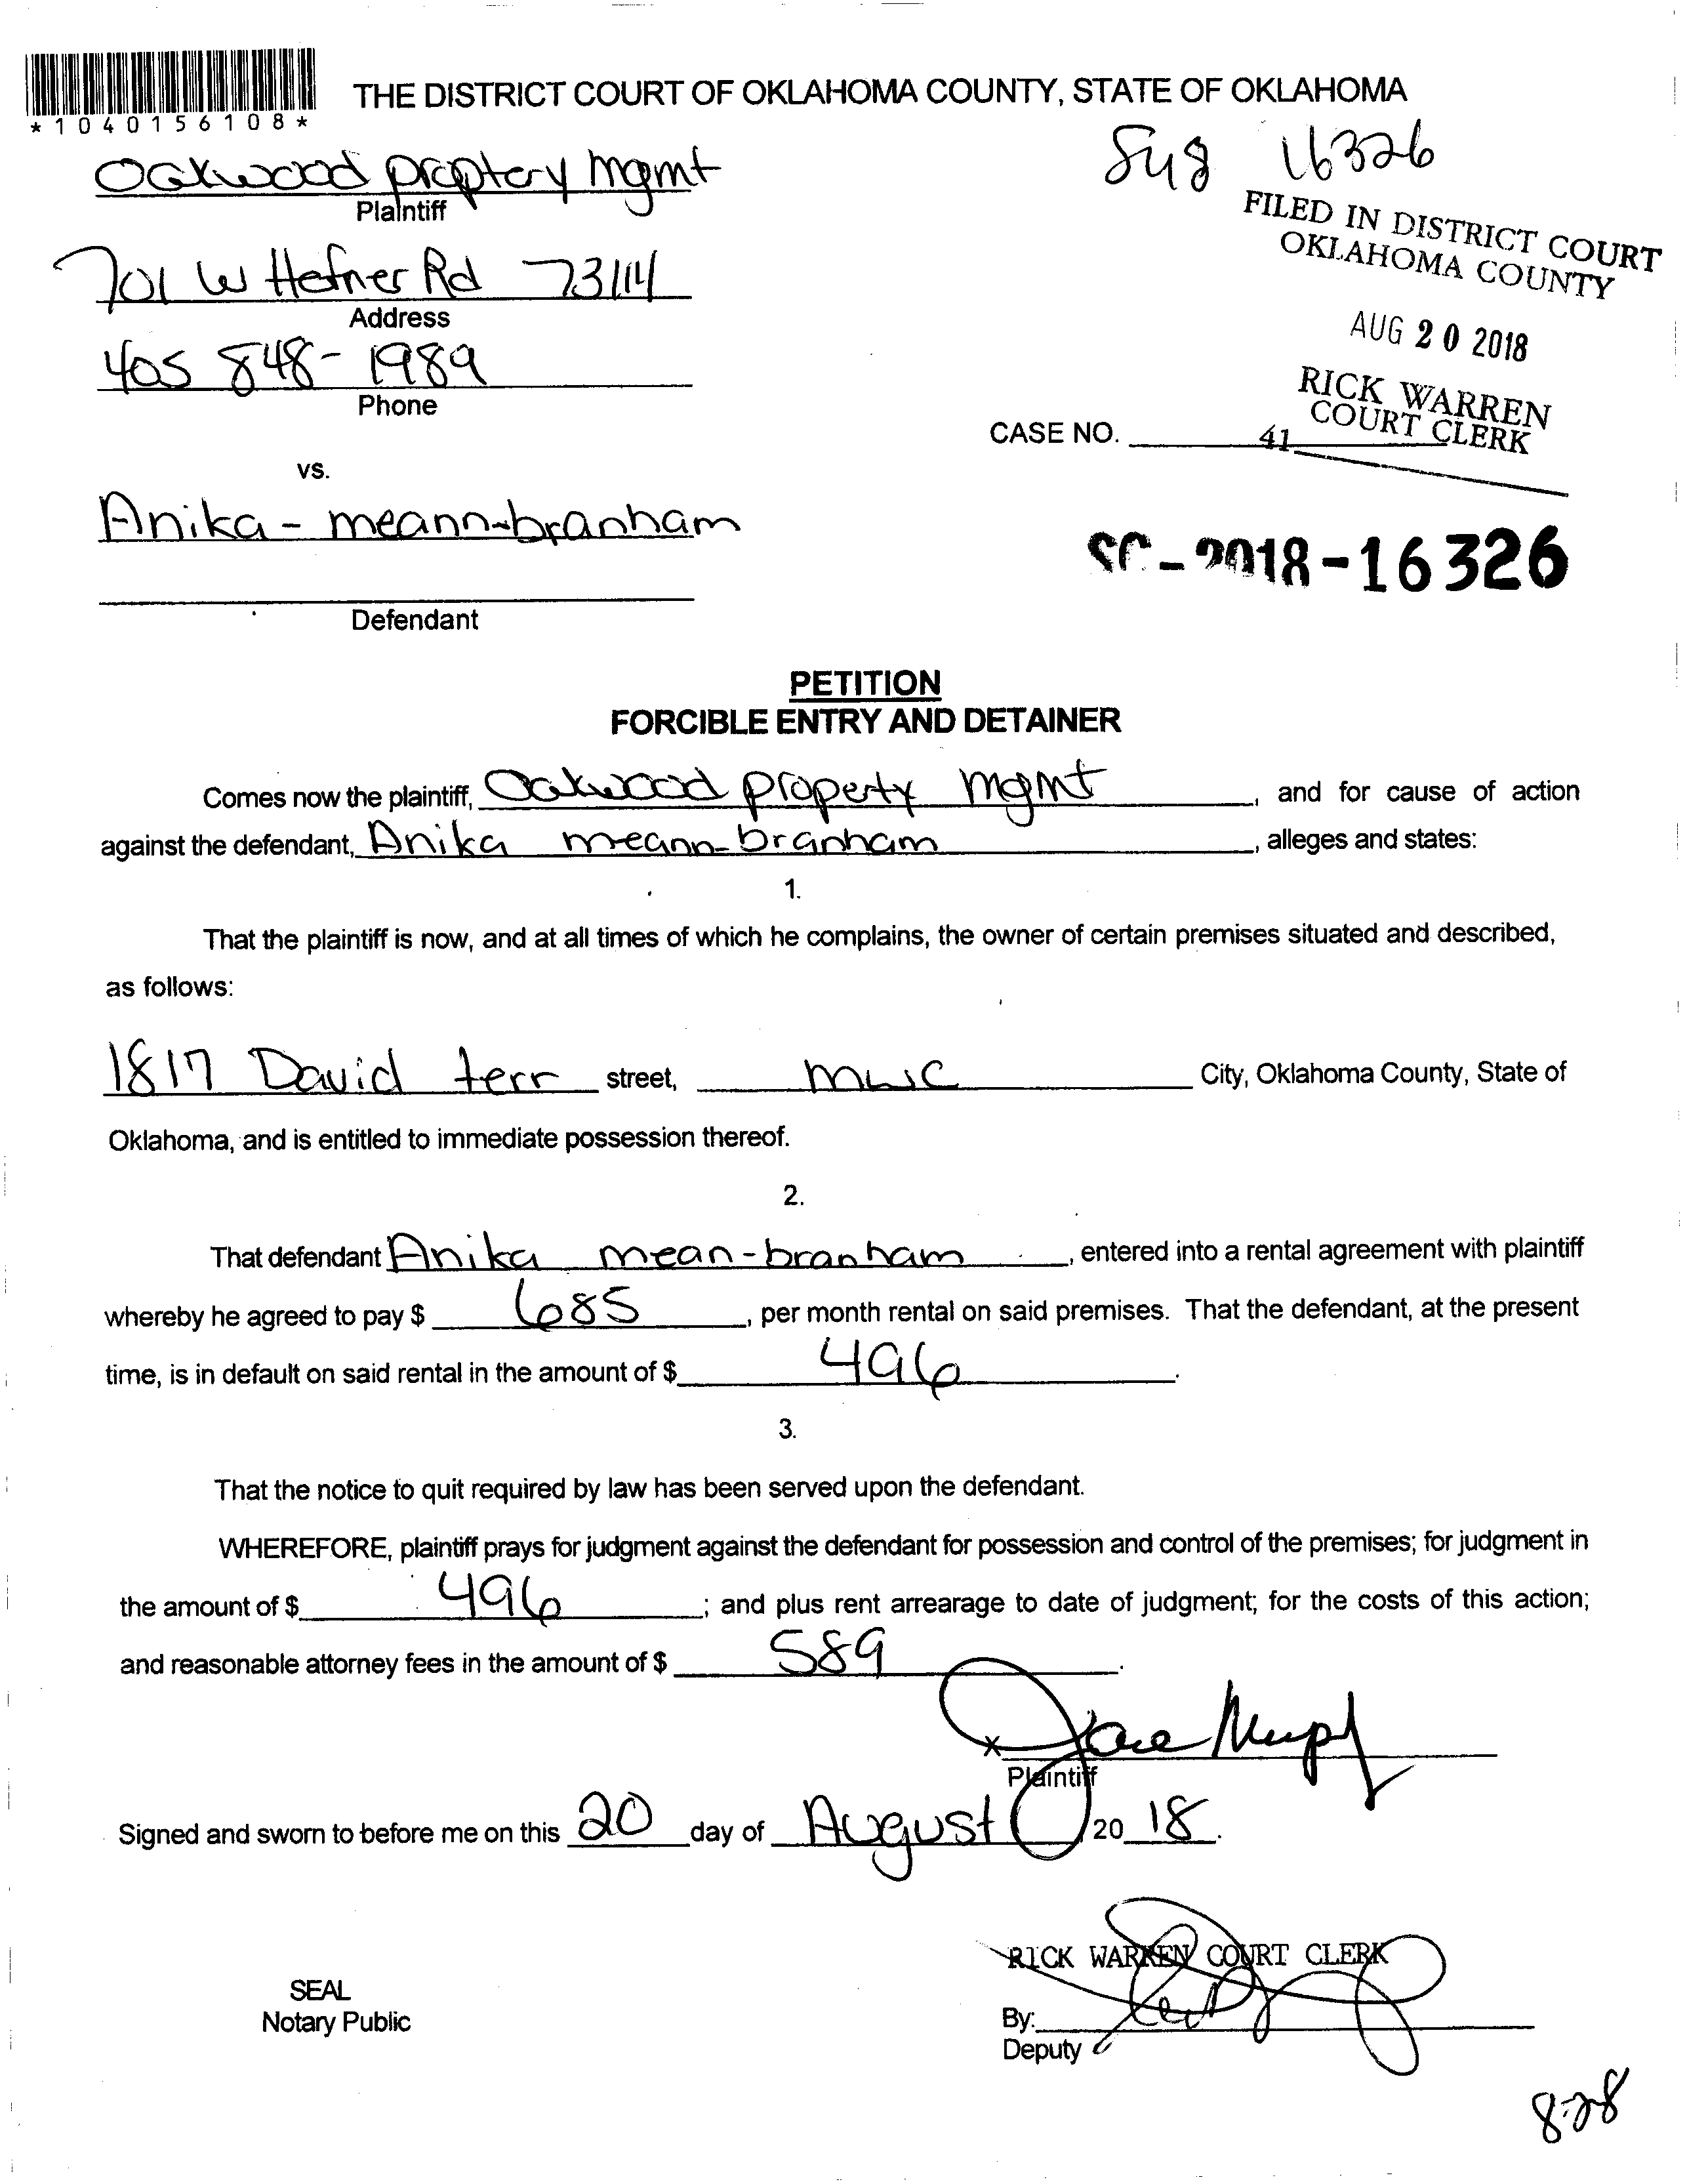 THE DISTRICT COURT OF OKLAHOMA COUNTY, STATE OF OKLAHOMA
*1040156108*
16326
Oakwood proptery mgmt
Plaintiff
FILED IN DISTRICT COURT
OKLAHOMA COUNTY
701 W Hefner Rd 73114
Address
AUG 20 2018
405 848-1989
Phone
RICK WARREN
COURT CLERK
CASE NO.
41
vs.
Anika - meann-branham
SC-2018-16326
Defendant
PETITION
FORCIBLE ENTRY AND DETAINER
Comes now the plaintiff, Oakwood property mgmt, and for cause of action
against the defendant, Anika meann-branham, alleges and states:
1.
That the plaintiff is now, and at all times of which he complains, the owner of certain premises situated and described,
as follows:
1817 David terr street, mwc City, Oklahoma County, State of
Oklahoma, and is entitled to immediate possession thereof.
2.
That defendant Anika mean-branham, entered into a rental agreement with plaintiff
whereby he agreed to pay $ 685, per month rental on said premises. That the defendant, at the present
time, is in default on said rental in the amount of $ 496.
3.
That the notice to quit required by law has been served upon the defendant.
WHEREFORE, plaintiff prays for judgment against the defendant for possession and control of the premises; for judgment in
the amount of $ 496; and plus rent arrearage to date of judgment; for the costs of this action;
and reasonable attorney fees in the amount of $ 589.
x
Plaintiff
Signed and sworn to before me on this 20 day of August, 20 18.
RICK WARREN COURT CLERK
SEAL
Notary Public
By:
Deputy
8-28